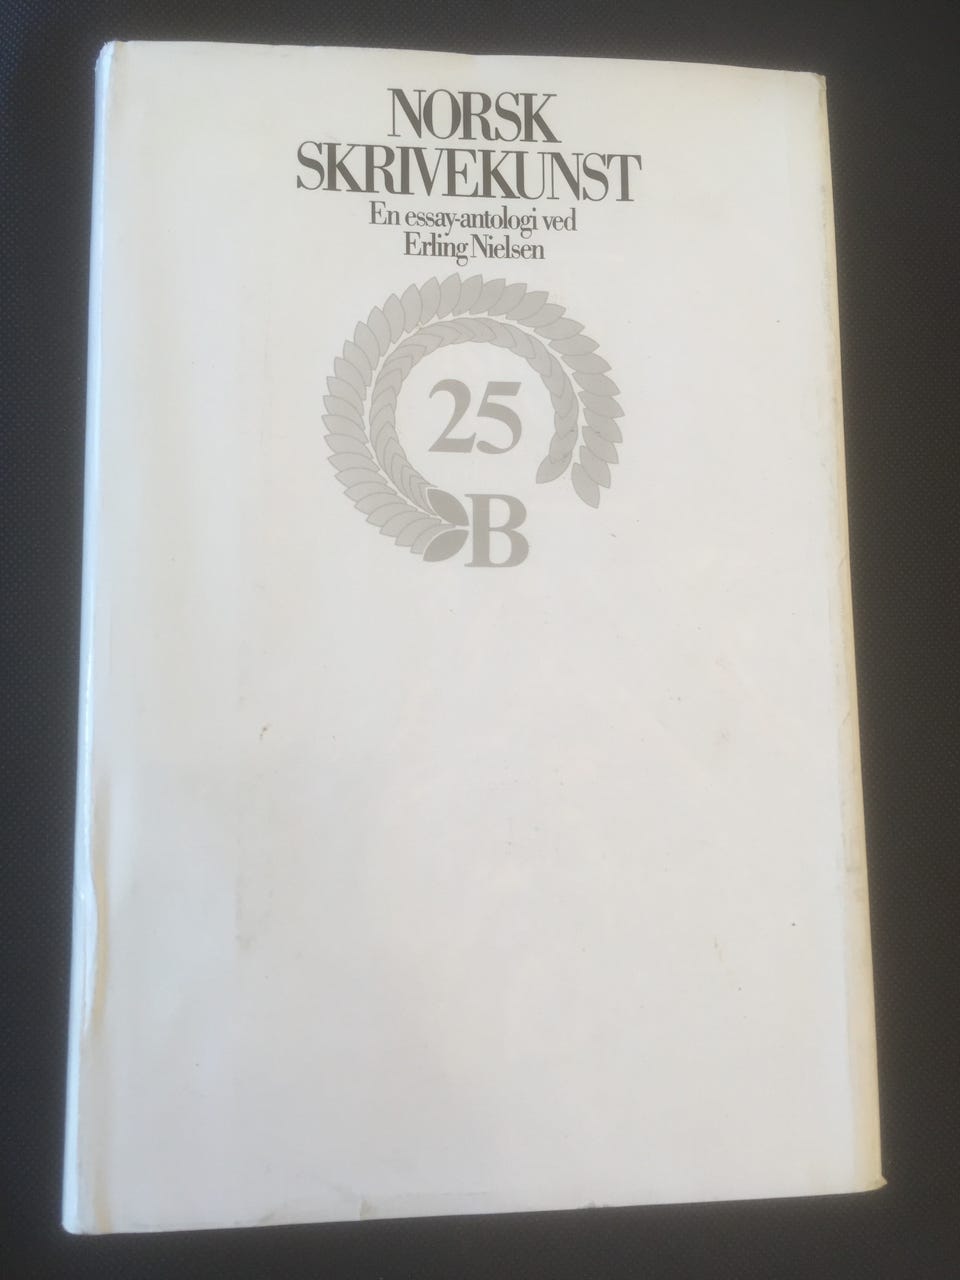 NORSK
SKRIVEKUNST
En essay-antologi ved
Erling Nielsen
25
B